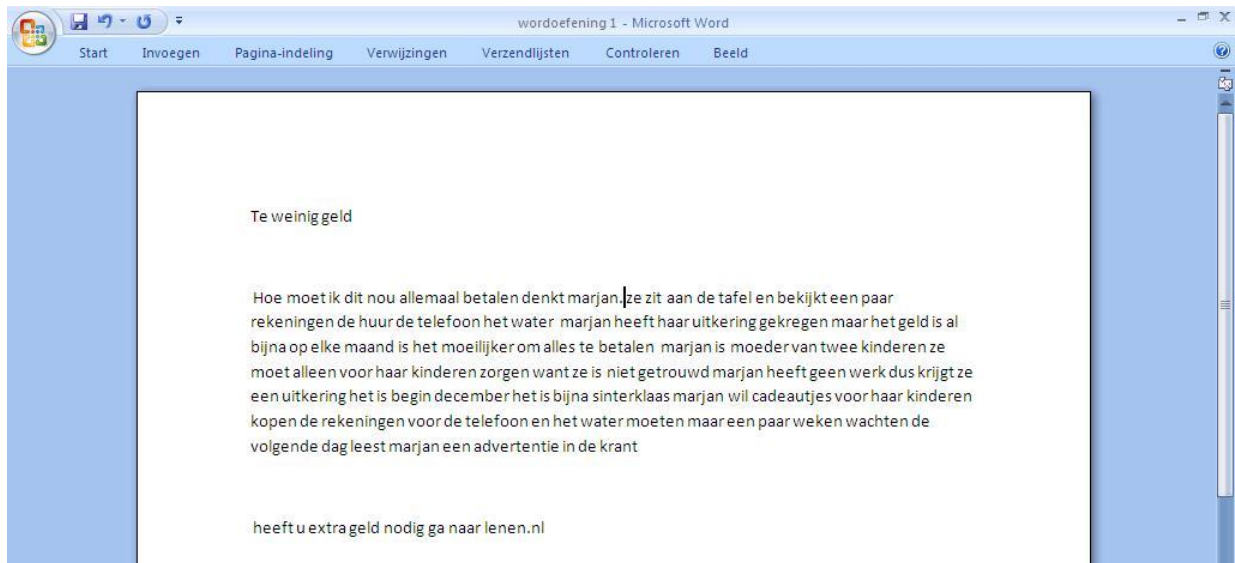 wordoefening 1 - Microsoft Word
Start Invoegen Pagina-indeling Verwijzingen Verzendlijsten Controleren Beeld
Te weinig geld
Hoe moet ik dit nou allemaal betalen denkt marjan. ze zit aan de tafel en bekijkt een paar
rekeningen de huur de telefoon het water marjan heeft haar uitkering gekregen maar het geld is al
bijna op elke maand is het moeilijker om alles te betalen marjan is moeder van twee kinderen ze
moet alleen voor haar kinderen zorgen want ze is niet getrouwd marjan heeft geen werk dus krijgt ze
een uitkering het is begin december het is bijna sinterklaas marjan wil cadeautjes voor haar kinderen
kopen de rekeningen voor de telefoon en het water moeten maar een paar weken wachten de
volgende dag leest marjan een advertentie in de krant
heeft u extra geld nodig ga naar lenen.nl